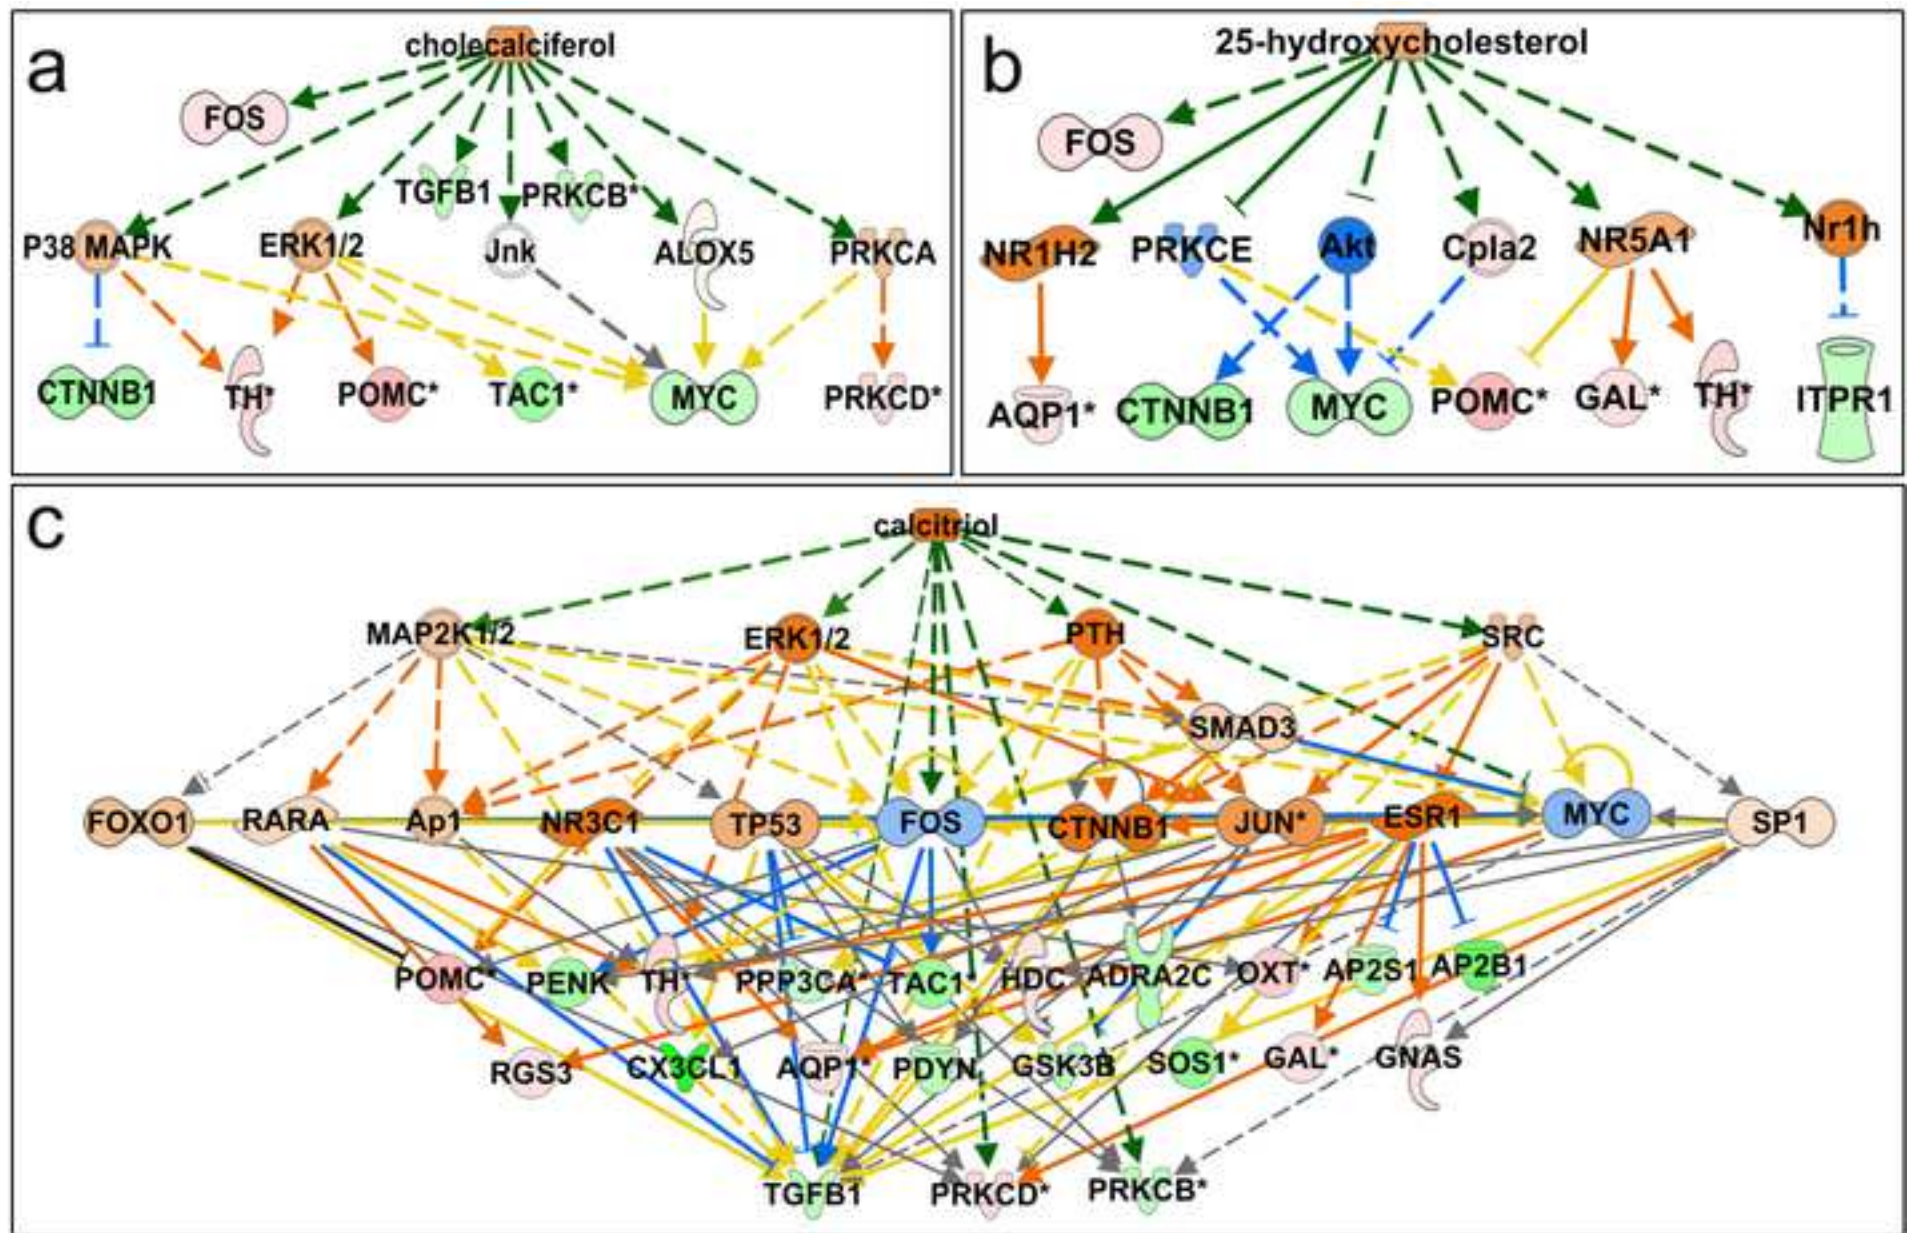 a
cholecalciferol
FOS
TGFB1 PRKCB*
P38 MAPK ERK1/2 Jnk ALOX5 PRKCA
CTNNB1 TH* POMC* TAC1* MYC PRKCD*
b
25-hydroxycholesterol
FOS
NR1H2 PRKCE Akt Cpla2 NR5A1 Nr1h
AQP1* CTNNB1 MYC POMC* GAL* TH* ITPR1
c
calcitriol
MAP2K1/2 ERK1/2 PTH SRC
SMAD3
FOXO1 RARA Ap1 NR3C1 TP53 FOS CTNNB1 JUN* ESR1 MYC SP1
POMC* PENK TH* PPP3CA* TAC1* HDC ADRA2C OXT* AP2S1 AP2B1
RGS3 CX3CL1 AQP1* PDYN GSK3B SOS1* GAL* GNAS
TGFB1 PRKCD* PRKCB*